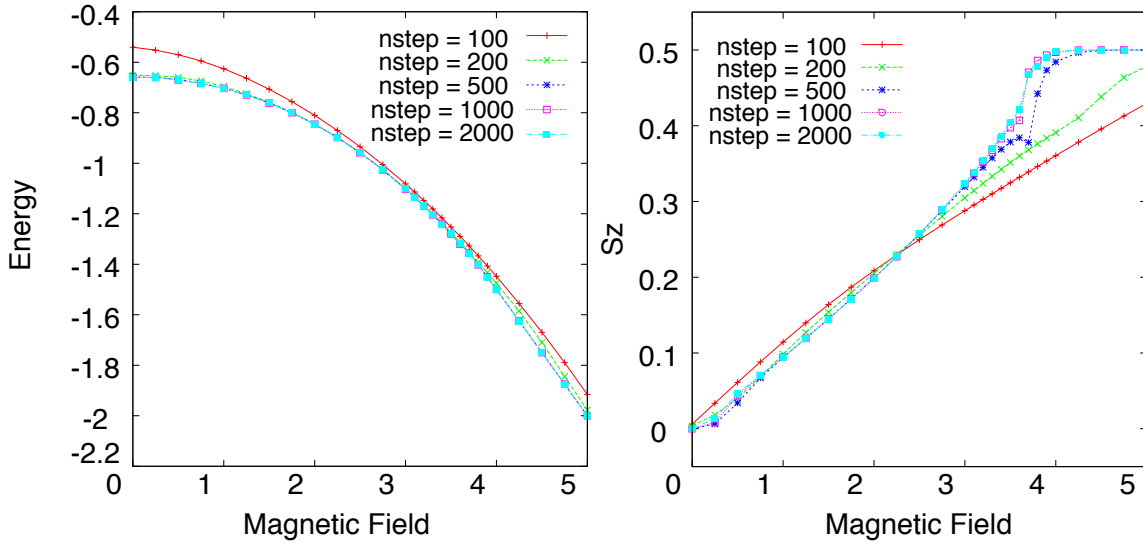 -0.4
-0.6
-0.8
-1
-1.2
-1.4
-1.6
-1.8
-2
-2.2
Energy
nstep = 100
nstep = 200
nstep = 500
nstep = 1000
nstep = 2000
0 1 2 3 4 5
Magnetic Field
0.5
0.4
0.3
0.2
0.1
0
Sz
nstep = 100
nstep = 200
nstep = 500
nstep = 1000
nstep = 2000
0 1 2 3 4 5
Magnetic Field